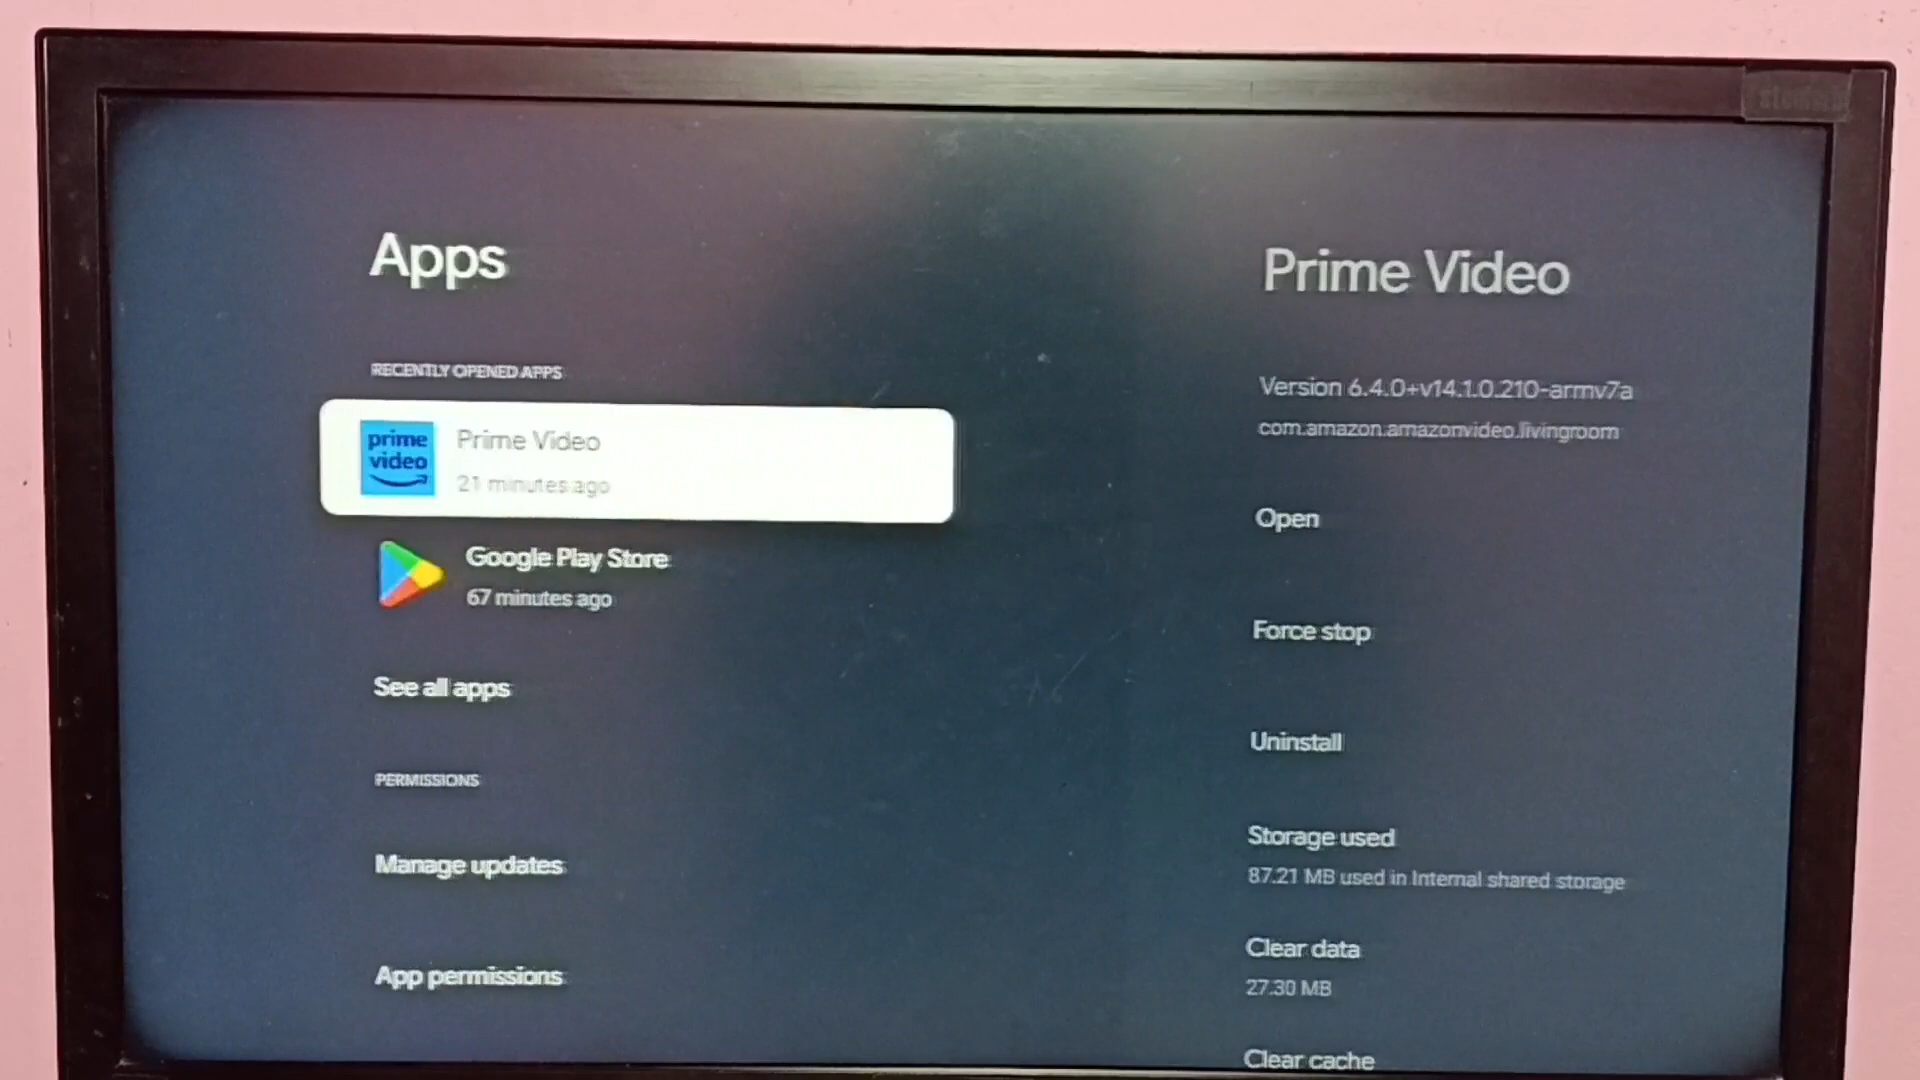 Apps
RECENTLY OPENED APPS
prime
video
Prime Video
21 minutes ago
Google Play Store
67 minutes ago
See all apps
PERMISSIONS
Manage updates
App permissions
Prime Video
Version 6.4.0+v14.1.0.210-armv7a
com.amazon.amazonvideo.livingroom
Open
Force stop
Uninstall
Storage used
87.21 MB used in Internal shared storage
Clear data
27.30 MB
Clear cache